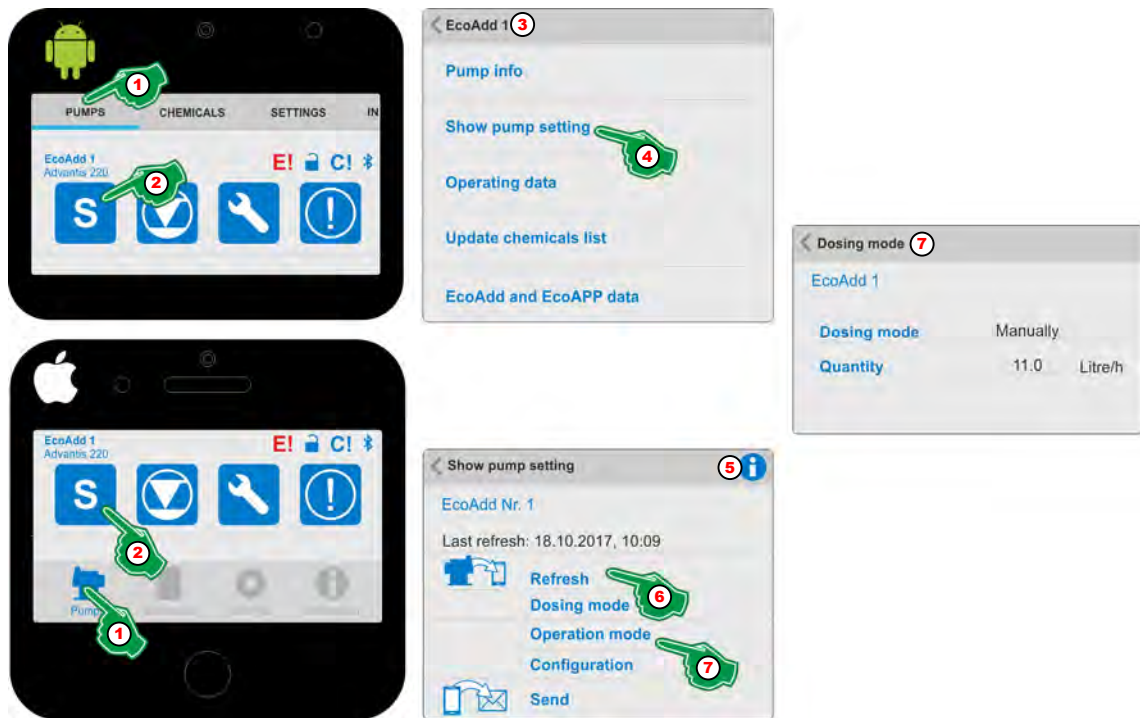 1
PUMPS CHEMICALS SETTINGS IN
EcoAdd 1 E! C!
Advantis 220
2
S !
EcoAdd 1 3
Pump info
Show pump setting
4
Operating data
Update chemicals list
EcoAdd and EcoAPP data
Dosing mode 7
EcoAdd 1
Dosing mode Manually
Quantity 11.0 Litre/h
EcoAdd 1 E! C!
Advantis 220
S !
2
Pump
1
Show pump setting 5 i
EcoAdd Nr. 1
Last refresh: 18.10.2017, 10:09
Refresh
6
Dosing mode
Operation mode
Configuration 7
Send